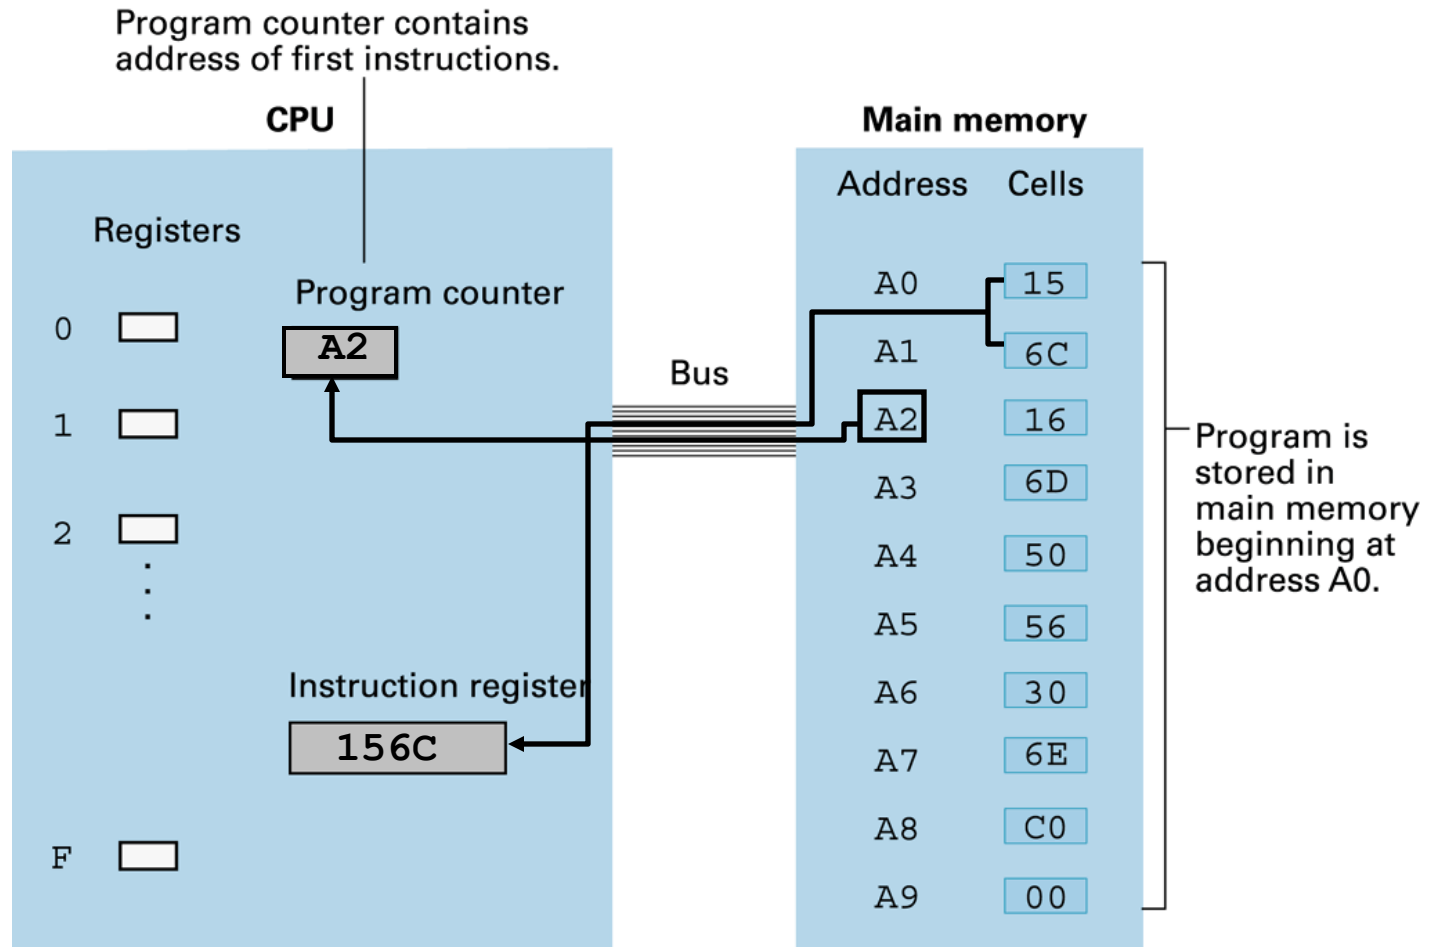 Program counter contains
address of first instructions.
CPU
Main memory
Address Cells
Registers
Program counter
A0 15
0
A2
A1 6C
Bus
1
A2 16
Program is
stored in
main memory
beginning at
address A0.
A3 6D
2
A4 50
A5 56
Instruction register
A6 30
156C
A7 6E
A8 C0
F
A9 00